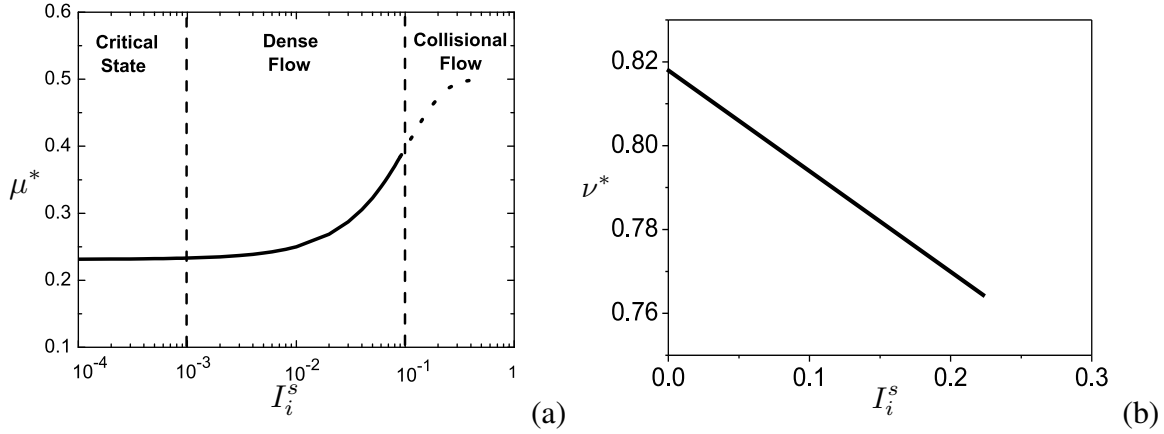 0.6
0.5
0.4
0.3
0.2
0.1
μ*
Critical
State
Dense
Flow
Collisional
Flow
10⁻⁴ 10⁻³ 10⁻² 10⁻¹ 1
I_i^s
(a)
0.82
0.80
0.78
0.76
ν*
0.0 0.1 0.2 0.3
I_i^s
(b)